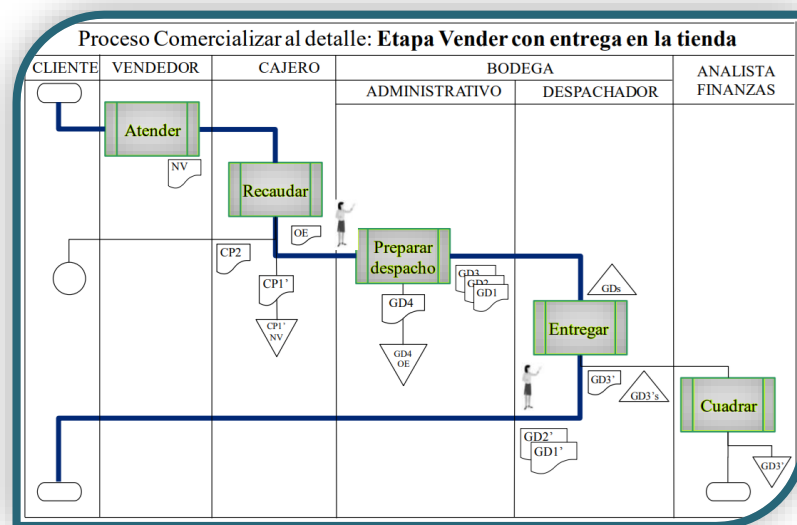 Proceso Comercializar al detalle: Etapa Vender con entrega en la tienda
CLIENTE
VENDEDOR
CAJERO
BODEGA
ANALISTA
FINANZAS
ADMINISTRATIVO
DESPACHADOR
Atender
NV
Recaudar
OE
CP2
CP1’
CP1’
NV
Preparar
despacho
GD3
GD2
GD1
GD4
GD4
OE
GDs
Entregar
GD3’
GD3’s
Cuadrar
GD2’
GD1’
GD3’